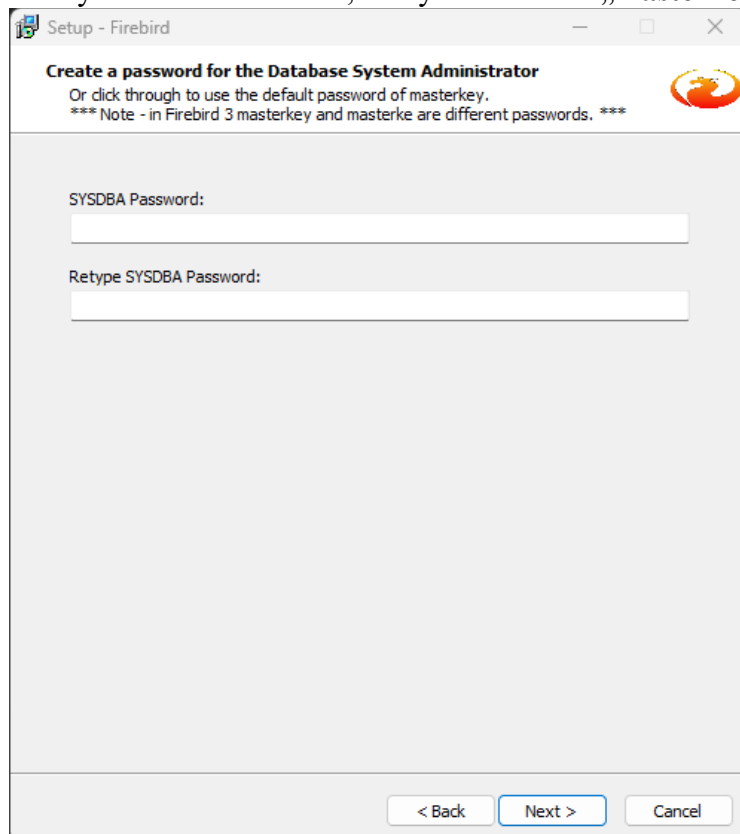 Setup - Firebird
Create a password for the Database System Administrator
Or click through to use the default password of masterkey.
*** Note - in Firebird 3 masterkey and masterke are different passwords. ***
SYSDBA Password:
Retype SYSDBA Password:
< Back
Next >
Cancel